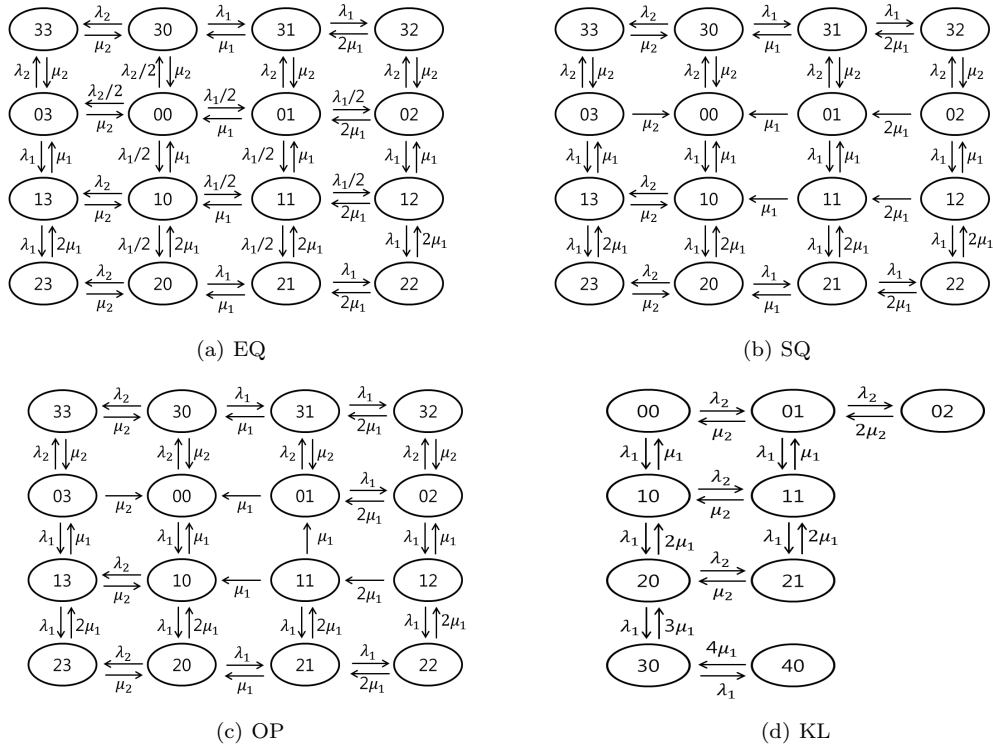 λ₂ λ₁ λ₁
33 30 31 32
μ₂ μ₁ 2μ₁
λ₂ μ₂ λ₂/2 μ₂ λ₂ μ₂ λ₂ μ₂
λ₂/2 λ₁/2 λ₁/2
03 00 01 02
μ₂ μ₁ 2μ₁
λ₁ μ₁ λ₁/2 μ₁ λ₁/2 μ₁ λ₁ μ₁
λ₂ λ₁/2 λ₁/2
13 10 11 12
μ₂ μ₁ 2μ₁
λ₁ 2μ₁ λ₁/2 2μ₁ λ₁/2 2μ₁ λ₁ 2μ₁
λ₂ λ₁ λ₁
23 20 21 22
μ₂ μ₁ 2μ₁
(a) EQ
λ₂ λ₁ λ₁
33 30 31 32
μ₂ μ₁ 2μ₁
λ₂ μ₂ λ₂ μ₂ λ₂ μ₂ λ₂ μ₂
03 00 01 02
μ₂ μ₁ 2μ₁
λ₁ μ₁ λ₁ μ₁ λ₁ μ₁ λ₁ μ₁
λ₂
13 10 11 12
μ₂ μ₁ 2μ₁
λ₁ 2μ₁ λ₁ 2μ₁ λ₁ 2μ₁ λ₁ 2μ₁
λ₂ λ₁ λ₁
23 20 21 22
μ₂ μ₁ 2μ₁
(b) SQ
λ₂ λ₁ λ₁
33 30 31 32
μ₂ μ₁ 2μ₁
λ₂ μ₂ λ₂ μ₂ λ₂ μ₂ λ₂ μ₂
λ₁
03 00 01 02
μ₂ μ₁ 2μ₁
λ₁ μ₁ λ₁ μ₁ μ₁ λ₁ μ₁
λ₂
13 10 11 12
μ₂ μ₁ 2μ₁
λ₁ 2μ₁ λ₁ 2μ₁ λ₁ 2μ₁ λ₁ 2μ₁
λ₂ λ₁ λ₁
23 20 21 22
μ₂ μ₁ 2μ₁
(c) OP
λ₂ λ₂
00 01 02
μ₂ 2μ₂
λ₁ μ₁ λ₁ μ₁
λ₂
10 11
μ₂
λ₁ 2μ₁ λ₁ 2μ₁
λ₂
20 21
μ₂
λ₁ 3μ₁
4μ₁
30 40
λ₁
(d) KL